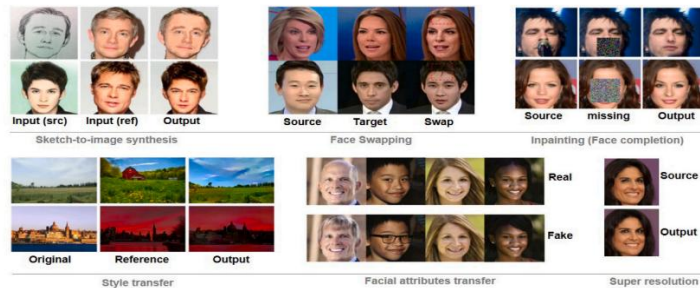 Input (src) Input (ref) Output
Sketch-to-image synthesis
Source Target Swap
Face Swapping
Source missing Output
Inpainting (Face completion)
Original Reference Output
Style transfer
Real
Fake
Facial attributes transfer
Source
Output
Super resolution